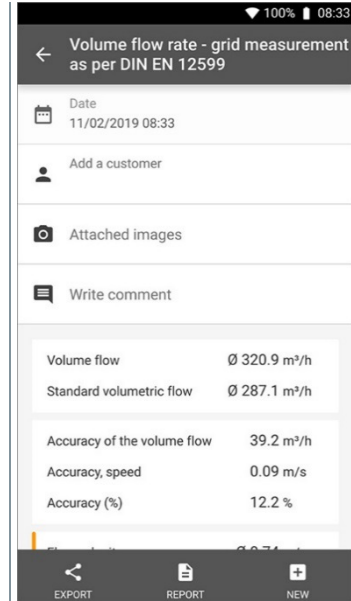 100% 08:33
Volume flow rate - grid measurement
as per DIN EN 12599
Date
11/02/2019 08:33
Add a customer
Attached images
Write comment
Volume flow Ø 320.9 m³/h
Standard volumetric flow Ø 287.1 m³/h
Accuracy of the volume flow 39.2 m³/h
Accuracy, speed 0.09 m/s
Accuracy (%) 12.2 %
EXPORT REPORT NEW